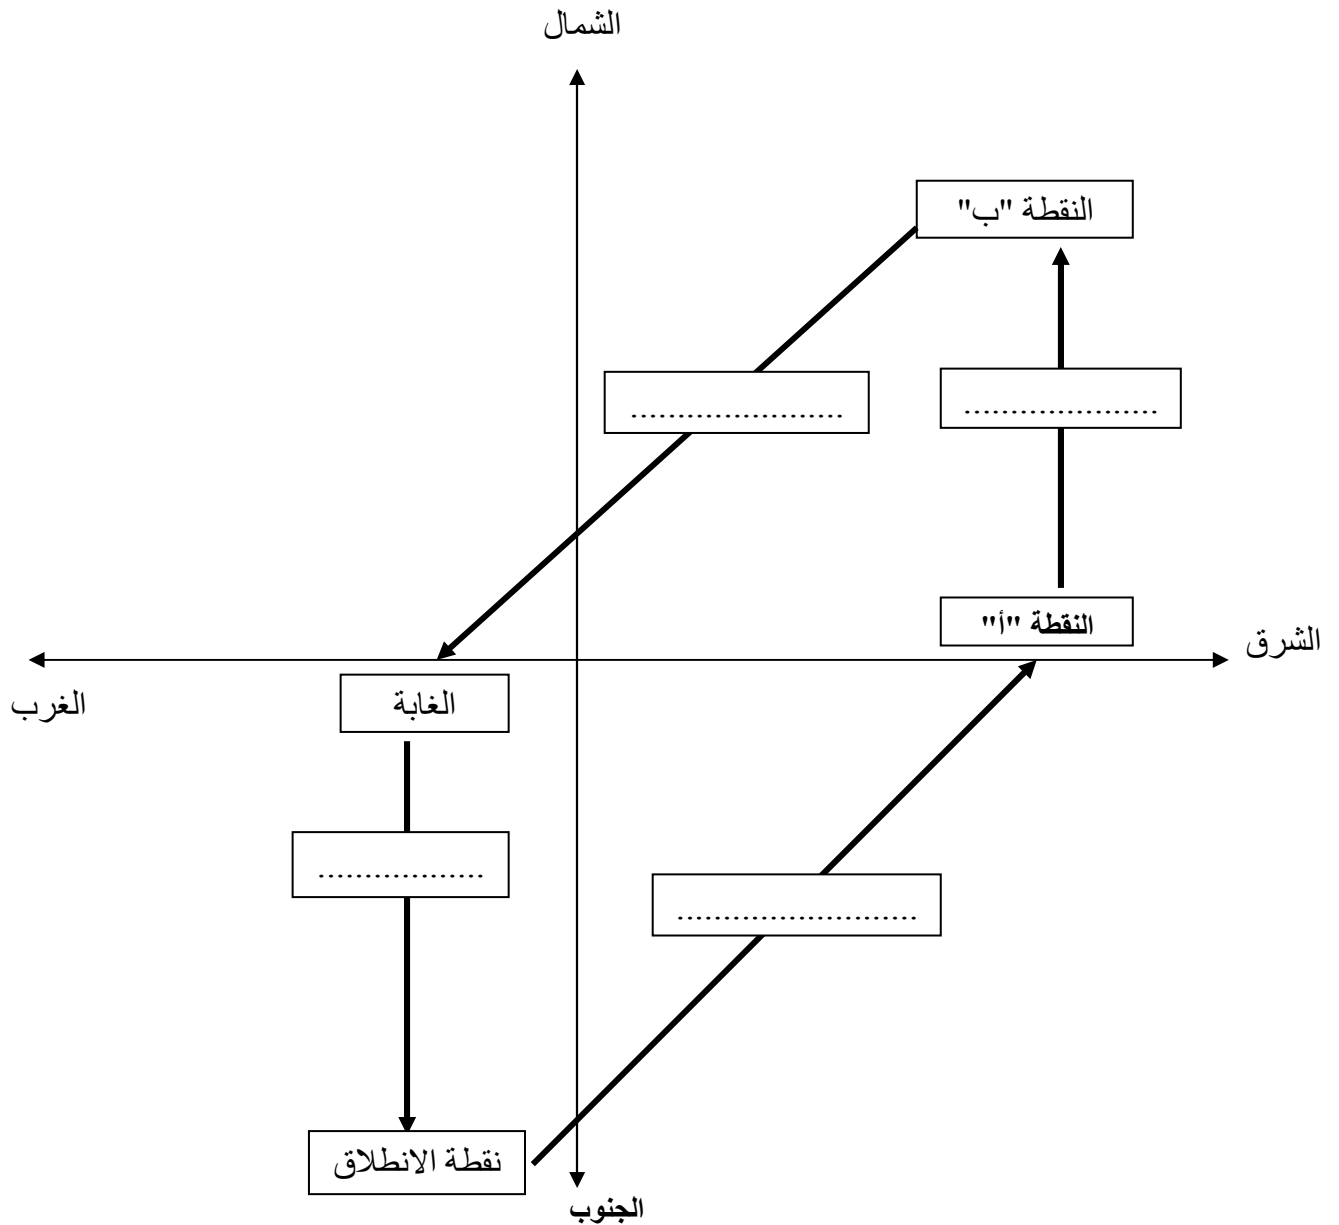 الشمال
النقطة "ب"
......................
....................
النقطة "أ"
الشرق
الغرب
الغابة
.................
.........................
نقطة الانطلاق
الجنوب